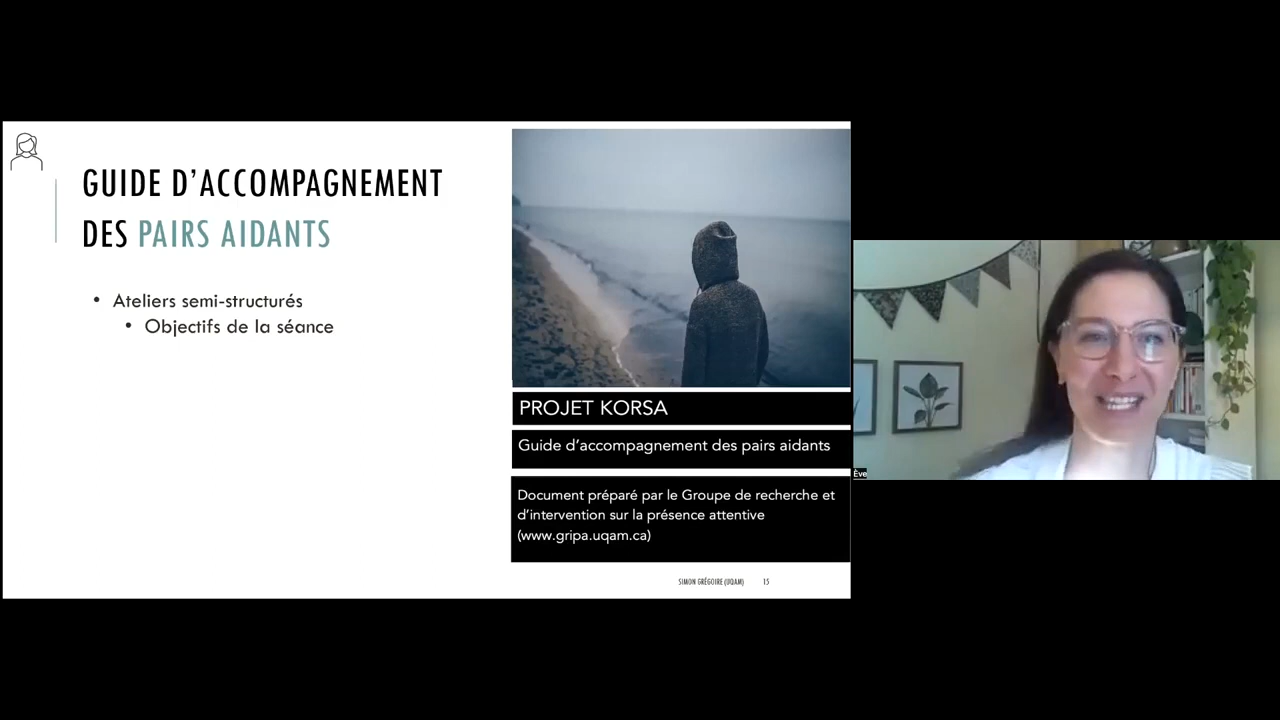 GUIDE D'ACCOMPAGNEMENT
DES PAIRS AIDANTS
• Ateliers semi-structurés
• Objectifs de la séance
PROJET KORSA
Guide d'accompagnement des pairs aidants
Document préparé par le Groupe de recherche et
d'intervention sur la présence attentive
(www.gripa.uqam.ca)
SIMON GRÉGOIRE (UQAM) 15
Ève